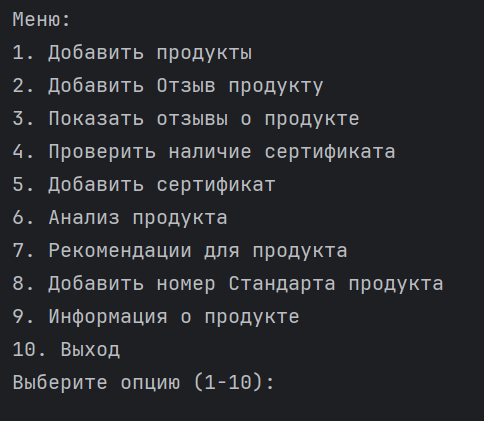 Меню:
1. Добавить продукты
2. Добавить Отзыв продукту
3. Показать отзывы о продукте
4. Проверить наличие сертификата
5. Добавить сертификат
6. Анализ продукта
7. Рекомендации для продукта
8. Добавить номер Стандарта продукта
9. Информация о продукте
10. Выход
Выберите опцию (1-10):